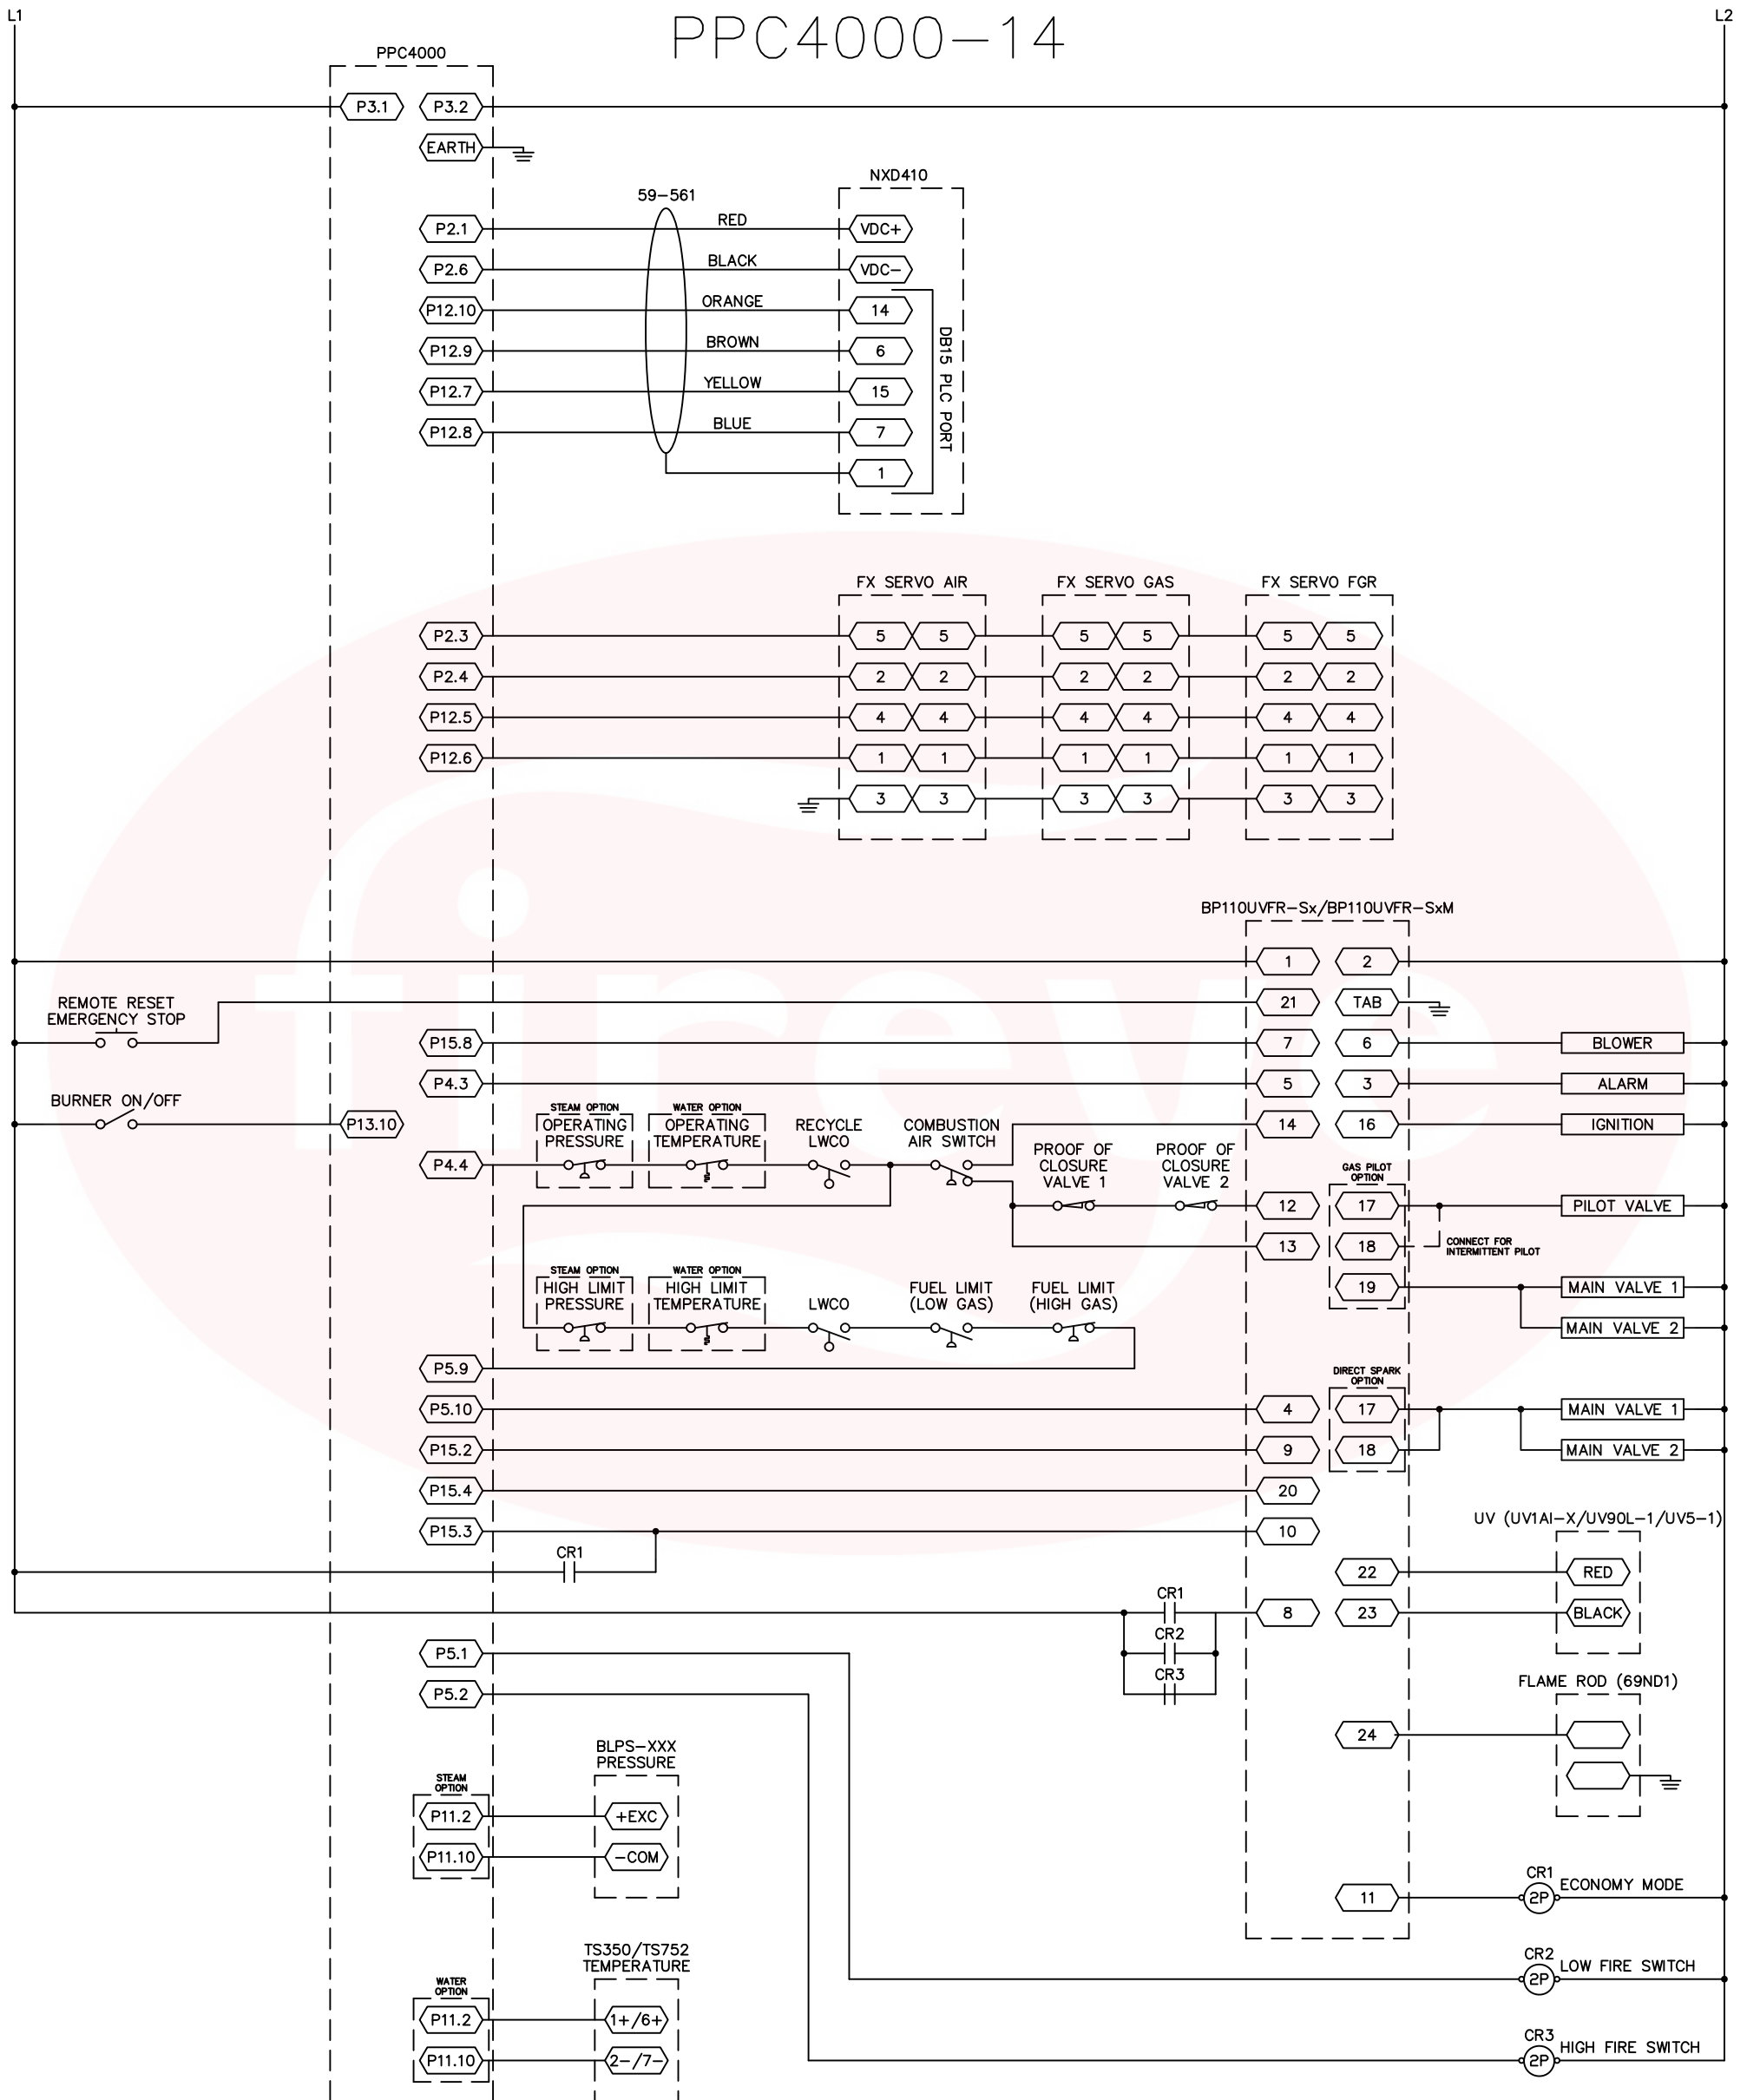 L1
PPC4000-14
L2
PPC4000
P3.1 P3.2
EARTH
NXD410
59-561
P2.1 RED VDC+
P2.6 BLACK VDC-
P12.10 ORANGE 14
P12.9 BROWN 6
P12.7 YELLOW 15
P12.8 BLUE 7
1
DB15 PLC PORT
FX SERVO AIR FX SERVO GAS FX SERVO FGR
P2.3 5 5 5 5 5 5
P2.4 2 2 2 2 2 2
P12.5 4 4 4 4 4 4
P12.6 1 1 1 1 1 1
3 3 3 3 3 3
fireye
BP110UVFR-Sx/BP110UVFR-SxM
1 2
REMOTE RESET
EMERGENCY STOP
21 TAB
P15.8 7 6 BLOWER
P4.3 5 3 ALARM
BURNER ON/OFF
P13.10
14 16 IGNITION
STEAM OPTION
OPERATING
PRESSURE
WATER OPTION
OPERATING
TEMPERATURE
RECYCLE
LWCO
COMBUSTION
AIR SWITCH
P4.4
PROOF OF
CLOSURE
VALVE 1
PROOF OF
CLOSURE
VALVE 2
GAS PILOT
OPTION
12 17 PILOT VALVE
13 18
CONNECT FOR
INTERMITTENT PILOT
19 MAIN VALVE 1
MAIN VALVE 2
STEAM OPTION
HIGH LIMIT
PRESSURE
WATER OPTION
HIGH LIMIT
TEMPERATURE
LWCO
FUEL LIMIT
(LOW GAS)
FUEL LIMIT
(HIGH GAS)
P5.9
DIRECT SPARK
OPTION
P5.10 4 17 MAIN VALVE 1
P15.2 9 18 MAIN VALVE 2
P15.4 20
P15.3 10
UV (UV1AI-X/UV90L-1/UV5-1)
CR1
22 RED
CR1
8 23 BLACK
CR2
CR3
P5.1
P5.2
FLAME ROD (69ND1)
24
BLPS-XXX
PRESSURE
STEAM
OPTION
P11.2 +EXC
P11.10 -COM
CR1
11 2P ECONOMY MODE
TS350/TS752
TEMPERATURE
CR2
2P LOW FIRE SWITCH
WATER
OPTION
P11.2 1+/6+
P11.10 2-/7-
CR3
2P HIGH FIRE SWITCH